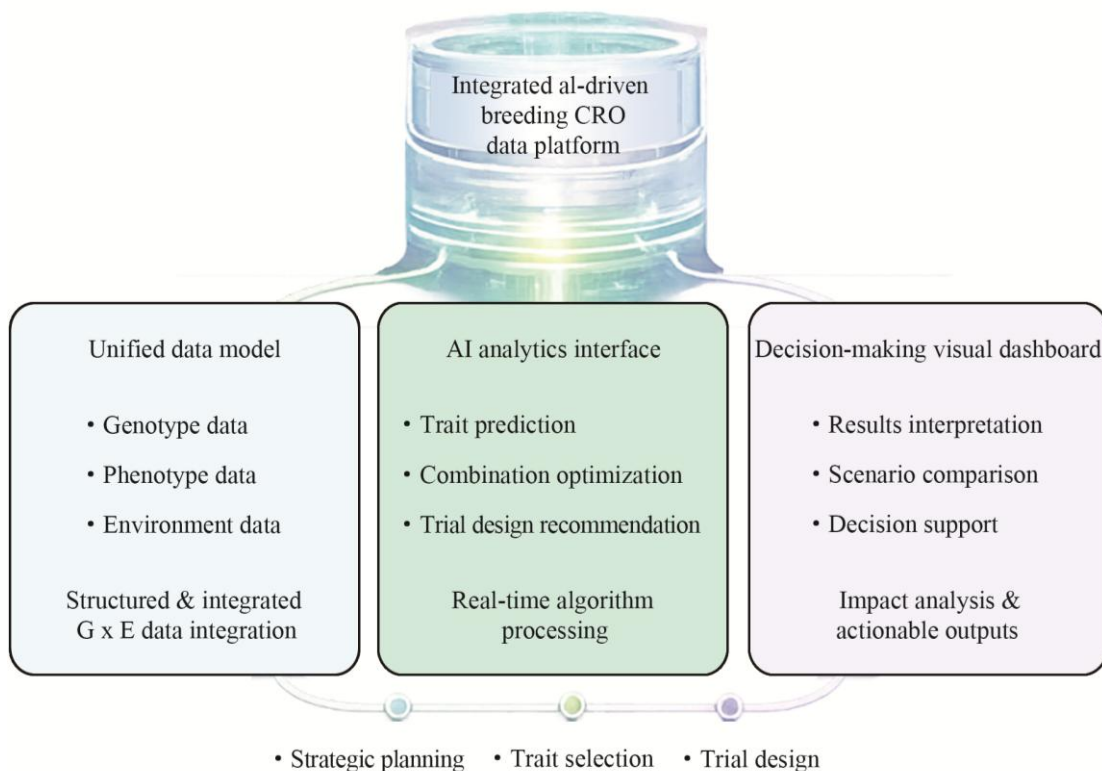 Integrated al-driven
breeding CRO
data platform
Unified data model
• Genotype data
• Phenotype data
• Environment data
Structured & integrated
G x E data integration
AI analytics interface
• Trait prediction
• Combination optimization
• Trial design recommendation
Real-time algorithm
processing
Decision-making visual dashboard
• Results interpretation
• Scenario comparison
• Decision support
Impact analysis &
actionable outputs
• Strategic planning • Trait selection • Trial design